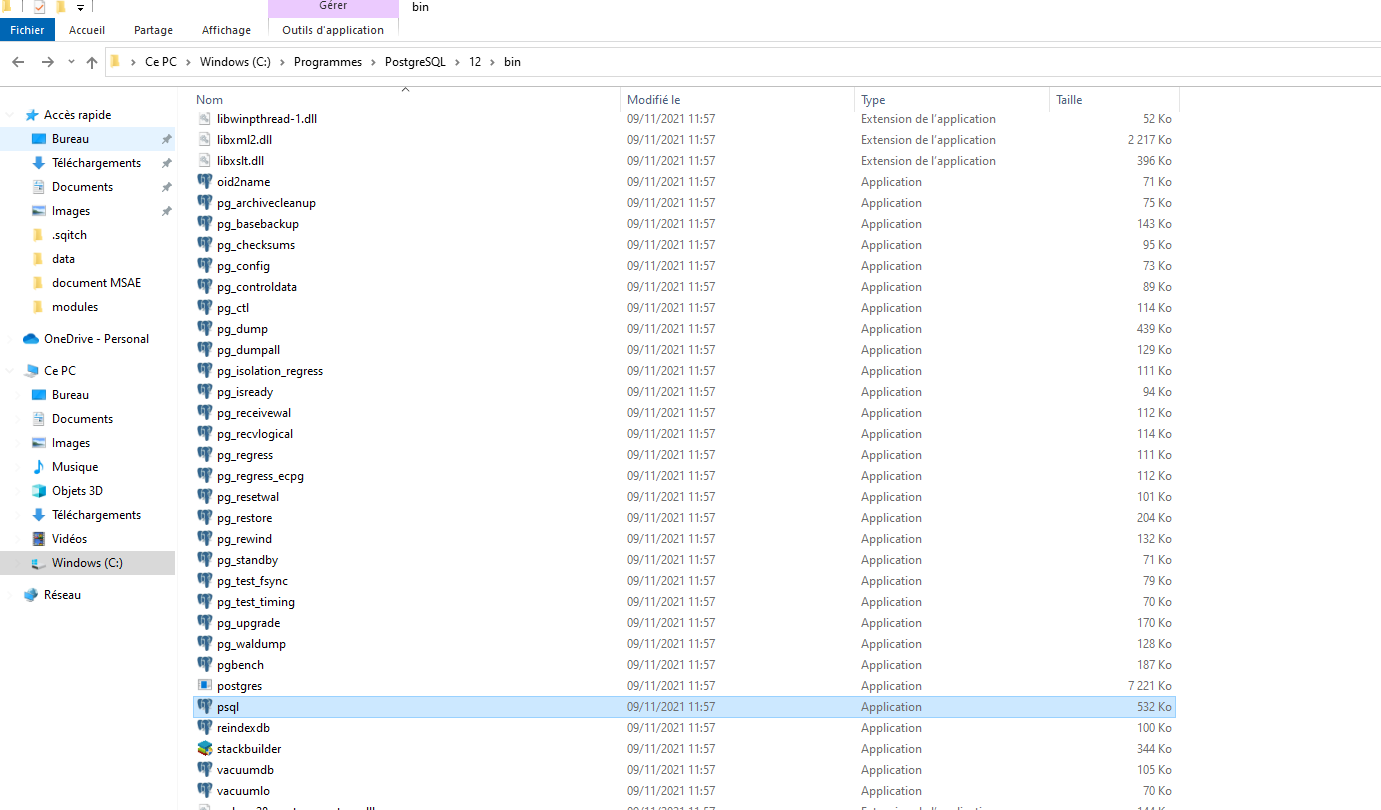 Gérer bin
Fichier Accueil Partage Affichage Outils d'application
Ce PC > Windows (C:) > Programmes > PostgreSQL > 12 > bin
Nom Modifié le Type Taille
Accès rapide
Bureau
Téléchargements
Documents
Images
.sqitch
data
document MSAE
modules
OneDrive - Personal
Ce PC
Bureau
Documents
Images
Musique
Objets 3D
Téléchargements
Vidéos
Windows (C:)
Réseau
libwinpthread-1.dll 09/11/2021 11:57 Extension de l'application 52 Ko
libxml2.dll 09/11/2021 11:57 Extension de l'application 2 217 Ko
libxslt.dll 09/11/2021 11:57 Extension de l'application 396 Ko
oid2name 09/11/2021 11:57 Application 71 Ko
pg_archivecleanup 09/11/2021 11:57 Application 75 Ko
pg_basebackup 09/11/2021 11:57 Application 143 Ko
pg_checksums 09/11/2021 11:57 Application 95 Ko
pg_config 09/11/2021 11:57 Application 73 Ko
pg_controldata 09/11/2021 11:57 Application 89 Ko
pg_ctl 09/11/2021 11:57 Application 114 Ko
pg_dump 09/11/2021 11:57 Application 439 Ko
pg_dumpall 09/11/2021 11:57 Application 129 Ko
pg_isolation_regress 09/11/2021 11:57 Application 111 Ko
pg_isready 09/11/2021 11:57 Application 94 Ko
pg_receivewal 09/11/2021 11:57 Application 112 Ko
pg_recvlogical 09/11/2021 11:57 Application 114 Ko
pg_regress 09/11/2021 11:57 Application 111 Ko
pg_regress_ecpg 09/11/2021 11:57 Application 112 Ko
pg_resetwal 09/11/2021 11:57 Application 101 Ko
pg_restore 09/11/2021 11:57 Application 204 Ko
pg_rewind 09/11/2021 11:57 Application 132 Ko
pg_standby 09/11/2021 11:57 Application 71 Ko
pg_test_fsync 09/11/2021 11:57 Application 79 Ko
pg_test_timing 09/11/2021 11:57 Application 70 Ko
pg_upgrade 09/11/2021 11:57 Application 170 Ko
pg_waldump 09/11/2021 11:57 Application 128 Ko
pgbench 09/11/2021 11:57 Application 187 Ko
postgres 09/11/2021 11:57 Application 7 221 Ko
psql 09/11/2021 11:57 Application 532 Ko
reindexdb 09/11/2021 11:57 Application 100 Ko
stackbuilder 09/11/2021 11:57 Application 344 Ko
vacuumdb 09/11/2021 11:57 Application 105 Ko
vacuumlo 09/11/2021 11:57 Application 70 Ko